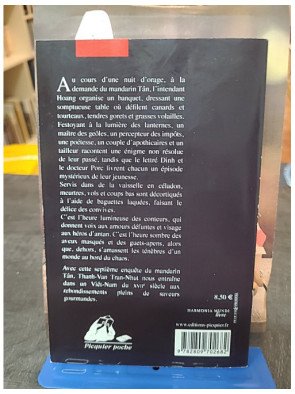 Au cours d'une nuit d'orage, à la
demande du mandarin Tân, l'intendant
Hoang organise un banquet, dressant une
somptueuse table où défilent canards et
tourteaux, tendres gorets et grasses volailles.
Festoyant à la lumière des lanternes, un
maître des geôles, un percepteur des impôts,
une poétesse, un couple d'apothicaires et un
tailleur racontent une énigme non résolue
de leur passé, tandis que le lettré Dinh et
le docteur Porc livrent chacun un épisode
mystérieux de leur jeunesse.
Servis dans de la vaisselle en céladon,
meurtres, vols et coups bas sont décortiqués
à l'aide de baguettes laquées, faisant le
délice des convives.
C'est l'heure lumineuse des conteurs, qui
donnent voix aux amours défuntes et visage
aux héros d'antan. C'est l'heure sombre des
aveux masqués et des guets-apens, alors
que, dehors, s'amassent les ténèbres d'un
monde au bord du chaos.
Avec cette septième enquête du mandarin
Tân, Thanh-Van Tran-Nhut nous entraîne
dans un Viêt-Nam du XVIIe siècle aux
rebondissements pleins de saveurs
gourmandes.
8,50 €
HARMONIA MUNDI
livre
www.editions-picquier.fr
9 782809 702682
Picquier poche